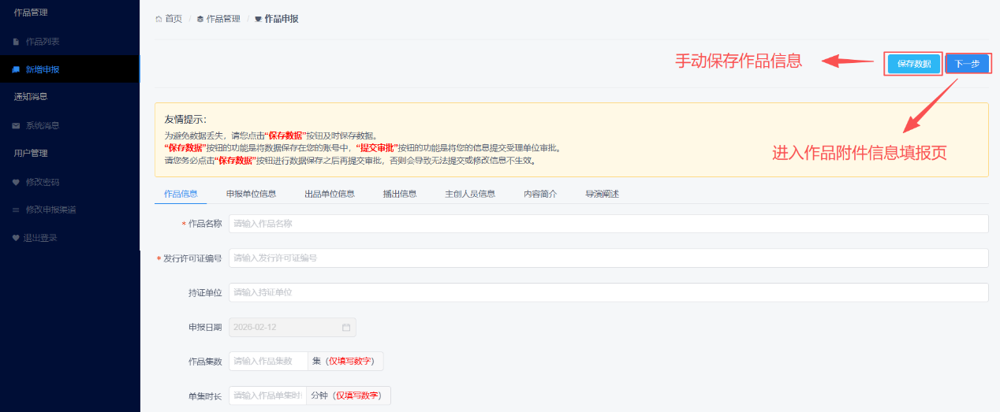 作品管理
作品列表
新增申报
通知消息
系统消息
用户管理
修改密码
修改申报渠道
退出登录
首页 / 作品管理 / 作品申报
手动保存作品信息
保存数据
下一步
友情提示：
为避免数据丢失，请您点击“保存数据”按钮及时保存数据。
“保存数据”按钮的功能是将数据保存在您的账号中，“提交审批”按钮的功能是将您的信息提交受理单位审批。
请您务必点击“保存数据”按钮进行数据保存之后再提交审批，否则会导致无法提交或修改信息不生效。
进入作品附件信息填报页
作品信息 申报单位信息 出品单位信息 播出信息 主创人员信息 内容简介 导演阐述
* 作品名称 请输入作品名称
* 发行许可证编号 请输入发行许可证编号
持证单位 请输入持证单位
申报日期 2026-02-12
作品集数 请输入作品集数 集（仅填写数字）
单集时长 请输入作品单集时 分钟（仅填写数字）